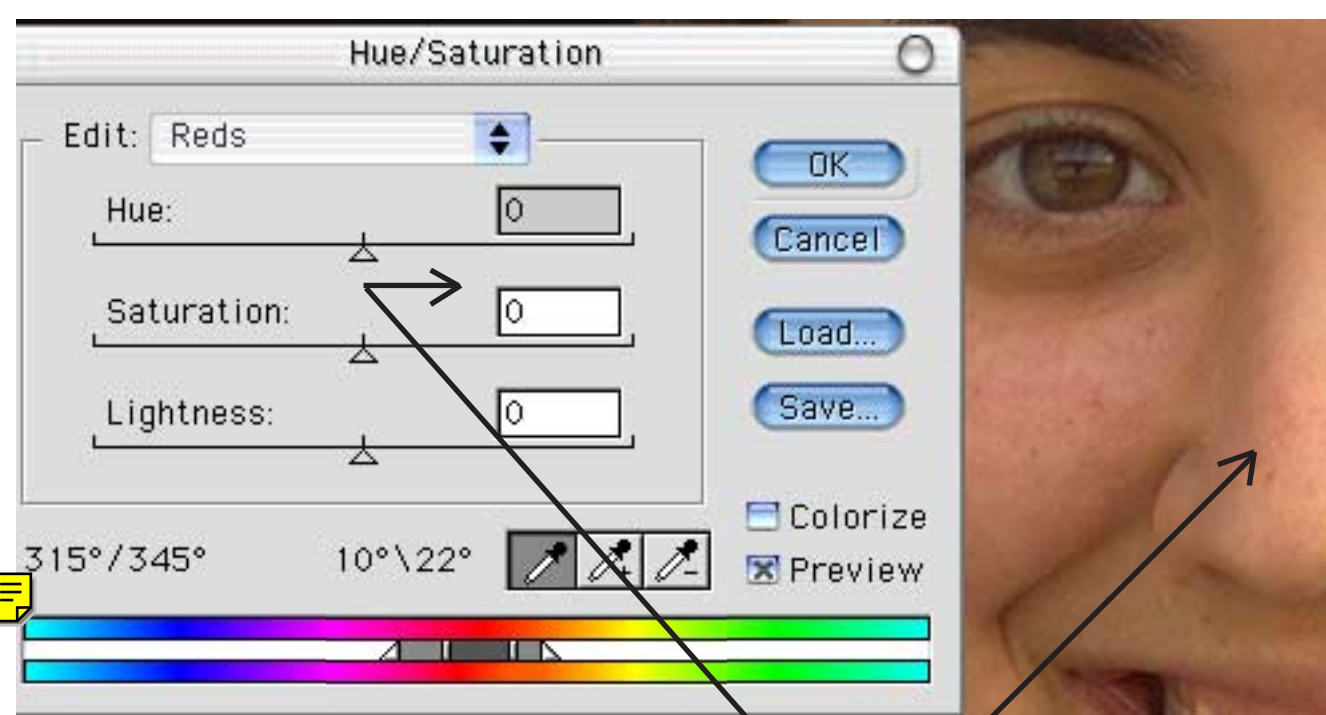 Hue/Saturation
Edit: Reds
OK
Hue: 0
Cancel
Saturation: 0
Load...
Lightness: 0
Save...
Colorize
315°/345° 10°\22°
Preview